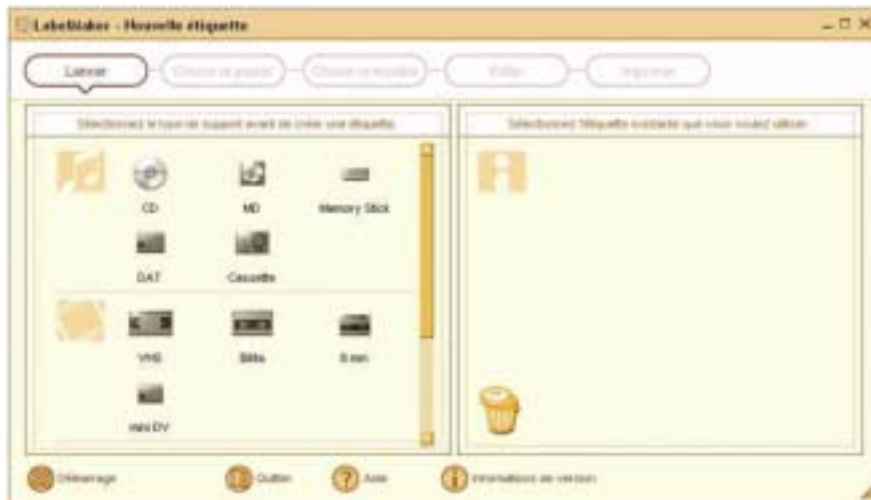 LabelMaker - Nouvelle étiquette
Lancer
Choisir le papier
Choisir le modèle
Editer
Imprimer
Sélectionnez le type de support avant de créer une étiquette.
Sélectionnez l'étiquette existante que vous voulez utiliser.
CD
MD
Memory Stick
DAT
Cassette
VHS
Bêta
8 mm
mini DV
Démarrage
Quitter
Aide
Informations de version